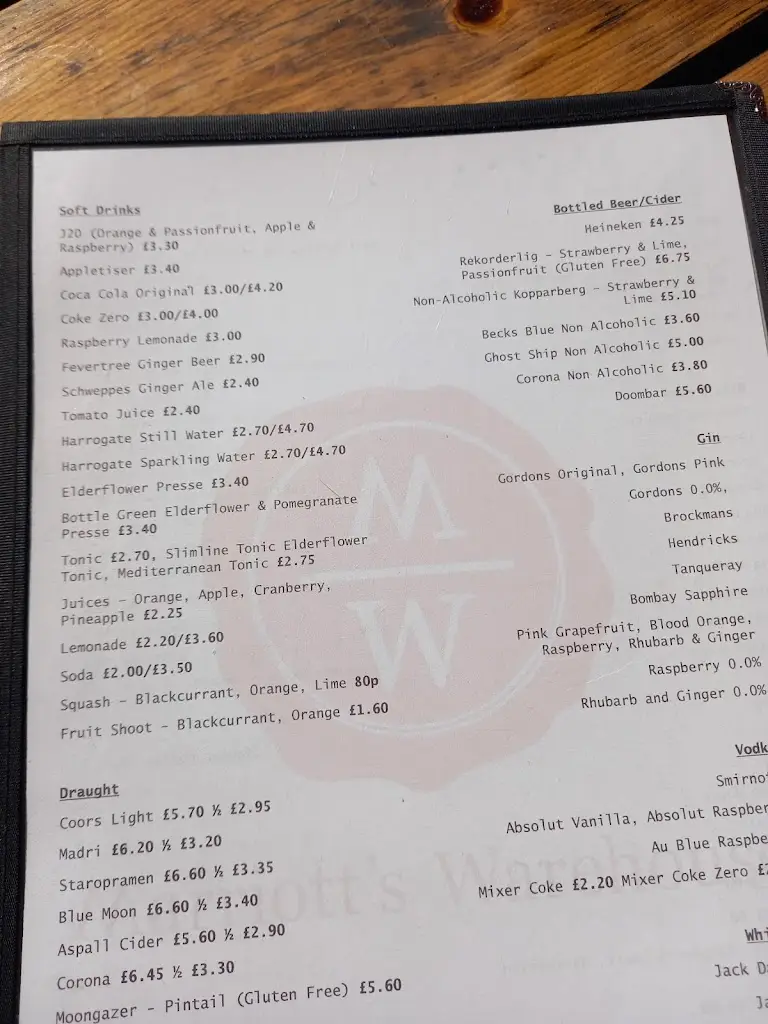 Soft Drinks
J2O (Orange & Passionfruit, Apple &
Raspberry) £3.30
Appletiser £3.40
Coca Cola Original £3.00/£4.20
Coke Zero £3.00/£4.00
Raspberry Lemonade £3.00
Fevertree Ginger Beer £2.90
Schweppes Ginger Ale £2.40
Tomato Juice £2.40
Harrogate Still Water £2.70/£4.70
Harrogate Sparkling Water £2.70/£4.70
Elderflower Presse £3.40
Bottle Green Elderflower & Pomegranate
Presse £3.40
Tonic £2.70, Slimline Tonic Elderflower
Tonic, Mediterranean Tonic £2.75
Juices – Orange, Apple, Cranberry,
Pineapple £2.25
Lemonade £2.20/£3.60
Soda £2.00/£3.50
Squash – Blackcurrant, Orange, Lime 80p
Fruit Shoot – Blackcurrant, Orange £1.60
Draught
Coors Light £5.70 ½ £2.95
Madri £6.20 ½ £3.20
Staropramen £6.60 ½ £3.35
Blue Moon £6.60 ½ £3.40
Aspall Cider £5.60 ½ £2.90
Corona £6.45 ½ £3.30
Moongazer – Pintail (Gluten Free) £5.60
Bottled Beer/Cider
Heineken £4.25
Rekorderlig – Strawberry & Lime,
Passionfruit (Gluten Free) £6.75
Non-Alcoholic Kopparberg – Strawberry &
Lime £5.10
Becks Blue Non Alcoholic £3.60
Ghost Ship Non Alcoholic £5.00
Corona Non Alcoholic £3.80
Doombar £5.60
Gin
Gordons Original, Gordons Pink
Gordons 0.0%,
Brockmans
Hendricks
Tanqueray
Bombay Sapphire
Pink Grapefruit, Blood Orange,
Raspberry, Rhubarb & Ginger
Raspberry 0.0%
Rhubarb and Ginger 0.0%
Vodk
Smirno
Absolut Vanilla, Absolut Raspber
Au Blue Raspbe
Mixer Coke £2.20 Mixer Coke Zero £
Whi
Jack D
Ja
M
W
Marriott's Warehouse